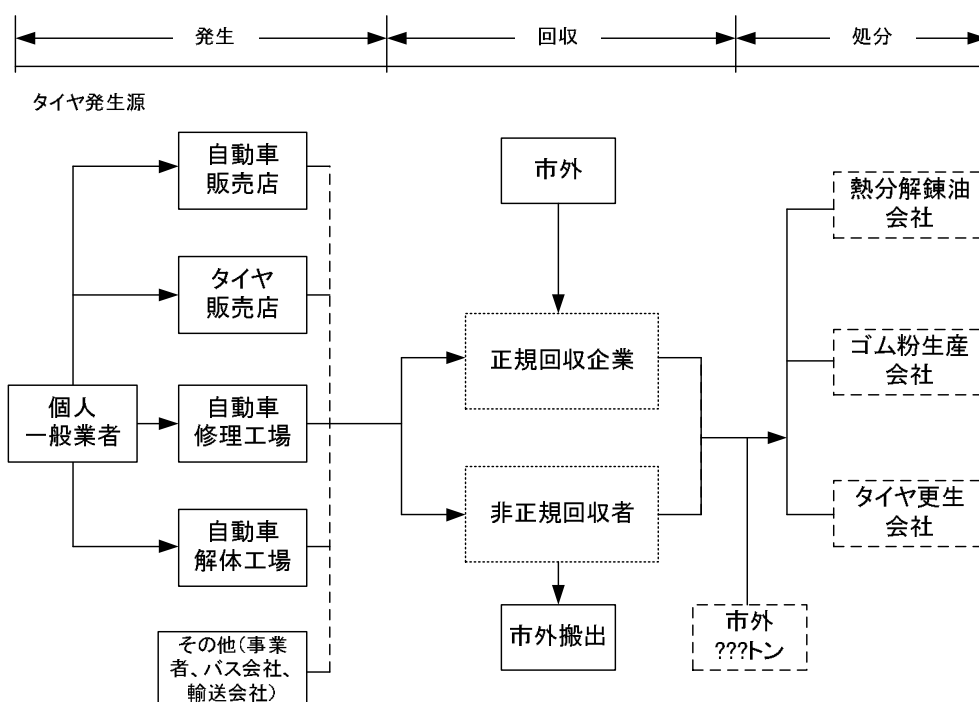 発生
回収
処分
タイヤ発生源
自動車
販売店
タイヤ
販売店
個人
一般業者
自動車
修理工場
自動車
解体工場
その他(事業
者、バス会社、
輸送会社)
市外
正規回収企業
非正規回収者
市外搬出
熱分解錬油
会社
ゴム粉生産
会社
タイヤ更生
会社
市外
???トン